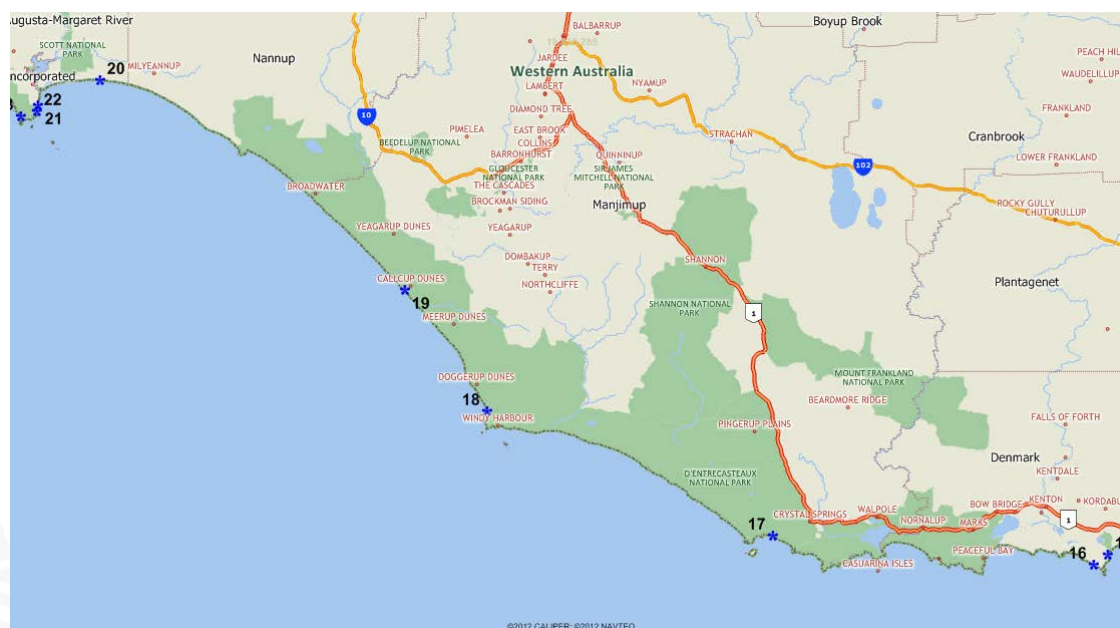 Augusta-Margaret River
SCOTT NATIONAL
PARK
Incorporated
20
MILYEANNUP
22
21
Nannup
10
BALBARRUP
JARDEE
Western Australia
LAMBERT
NYAMUP
DIAMOND TREE
PIMELEA
EAST BROOK
COLLINS
BEEDELUP NATIONAL
PARK
BARRONHURST
GLOUCESTER
NATIONAL PARK
THE CASCADES
BROCKMAN SIDING
QUINNINUP
SIR JAMES
MITCHELL NATIONAL
PARK
Manjimup
STRACHAN
102
Boyup Brook
PEACH HIL
WAUDELILLUP
FRANKLAND
Cranbrook
LOWER FRANKLAND
ROCKY GULLY
CHUTURULLUP
Plantagenet
BROADWATER
YEAGARUP DUNES
YEAGARUP
DOMBAKUP
TERRY
NORTHCLIFFE
CALLCUP DUNES
19
MEERUP DUNES
SHANNON
SHANNON NATIONAL
PARK
1
MOUNT FRANKLAND
NATIONAL PARK
BEARDMORE RIDGE
DOGGERUP DUNES
18
WINDY HARBOUR
PINGERUP PLAINS
FALLS OF FORTH
Denmark
KENTDALE
D'ENTRECASTEAUX
NATIONAL PARK
17
CRYSTAL SPRINGS
WALPOLE
NORNALUP
MARKS
BOW BRIDGE
KENTON
KORDABU
1
CASUARINA ISLES
PEACEFUL BAY
16
©2012 CALIPER; ©2012 NAVTEQ